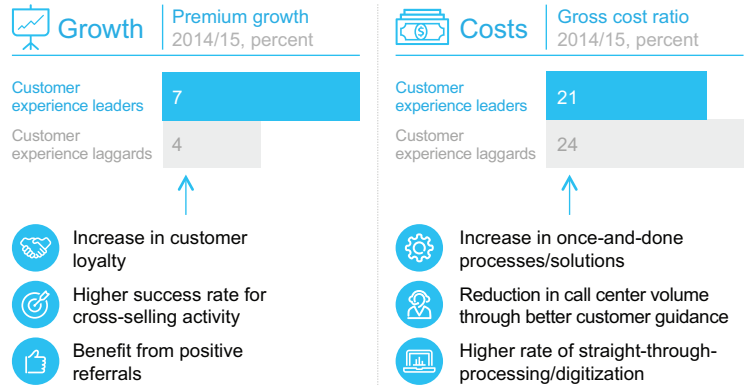 Growth
Premium growth
2014/15, percent
Customer
experience leaders
7
Customer
experience laggards
4
Increase in customer
loyalty
Higher success rate for
cross-selling activity
Benefit from positive
referrals
Costs
Gross cost ratio
2014/15, percent
Customer
experience leaders
21
Customer
experience laggards
24
Increase in once-and-done
processes/solutions
Reduction in call center volume
through better customer guidance
Higher rate of straight-through-
processing/digitization